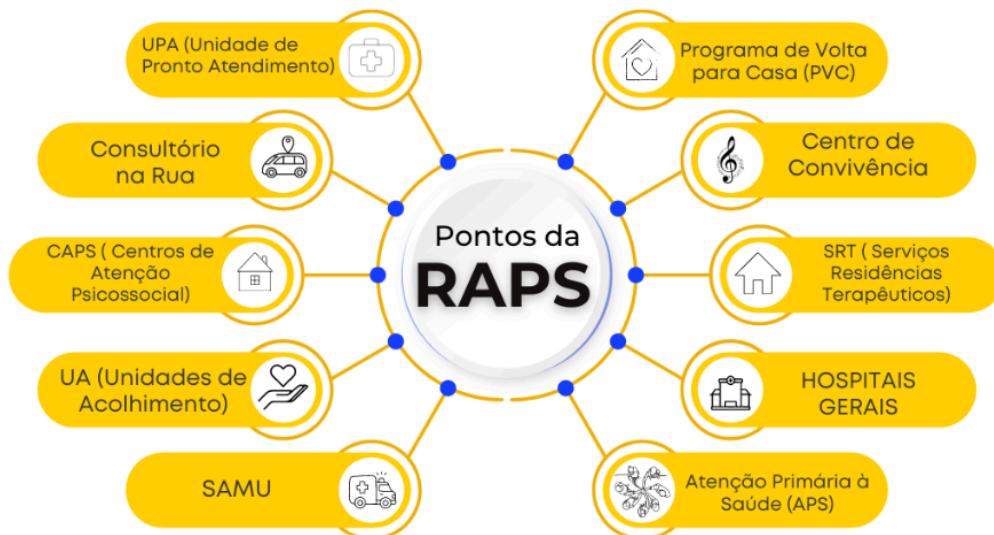 UPA (Unidade de
Pronto Atendimento)
Consultório
na Rua
CAPS ( Centros de
Atenção
Psicossocial)
UA (Unidades de
Acolhimento)
SAMU
Pontos da
RAPS
Programa de Volta
para Casa (PVC)
Centro de
Convivência
SRT ( Serviços
Residências
Terapêuticos)
HOSPITAIS
GERAIS
Atenção Primária à
Saúde (APS)